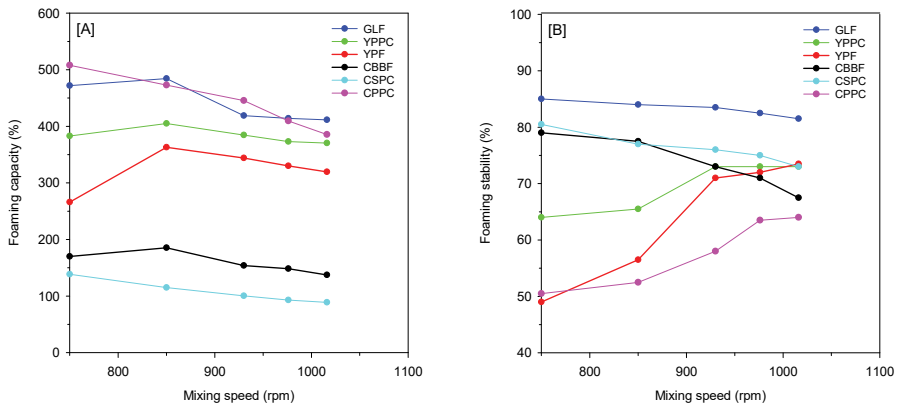 [A]
GLF
YPPC
YPF
CBBF
CSPC
CPPC
600
500
400
300
200
100
0
800
900
1000
1100
Foaming capacity (%)
Mixing speed (rpm)
[B]
GLF
YPPC
YPF
CBBF
CSPC
CPPC
100
90
80
70
60
50
40
800
900
1000
1100
Foaming stability (%)
Mixing speed (rpm)